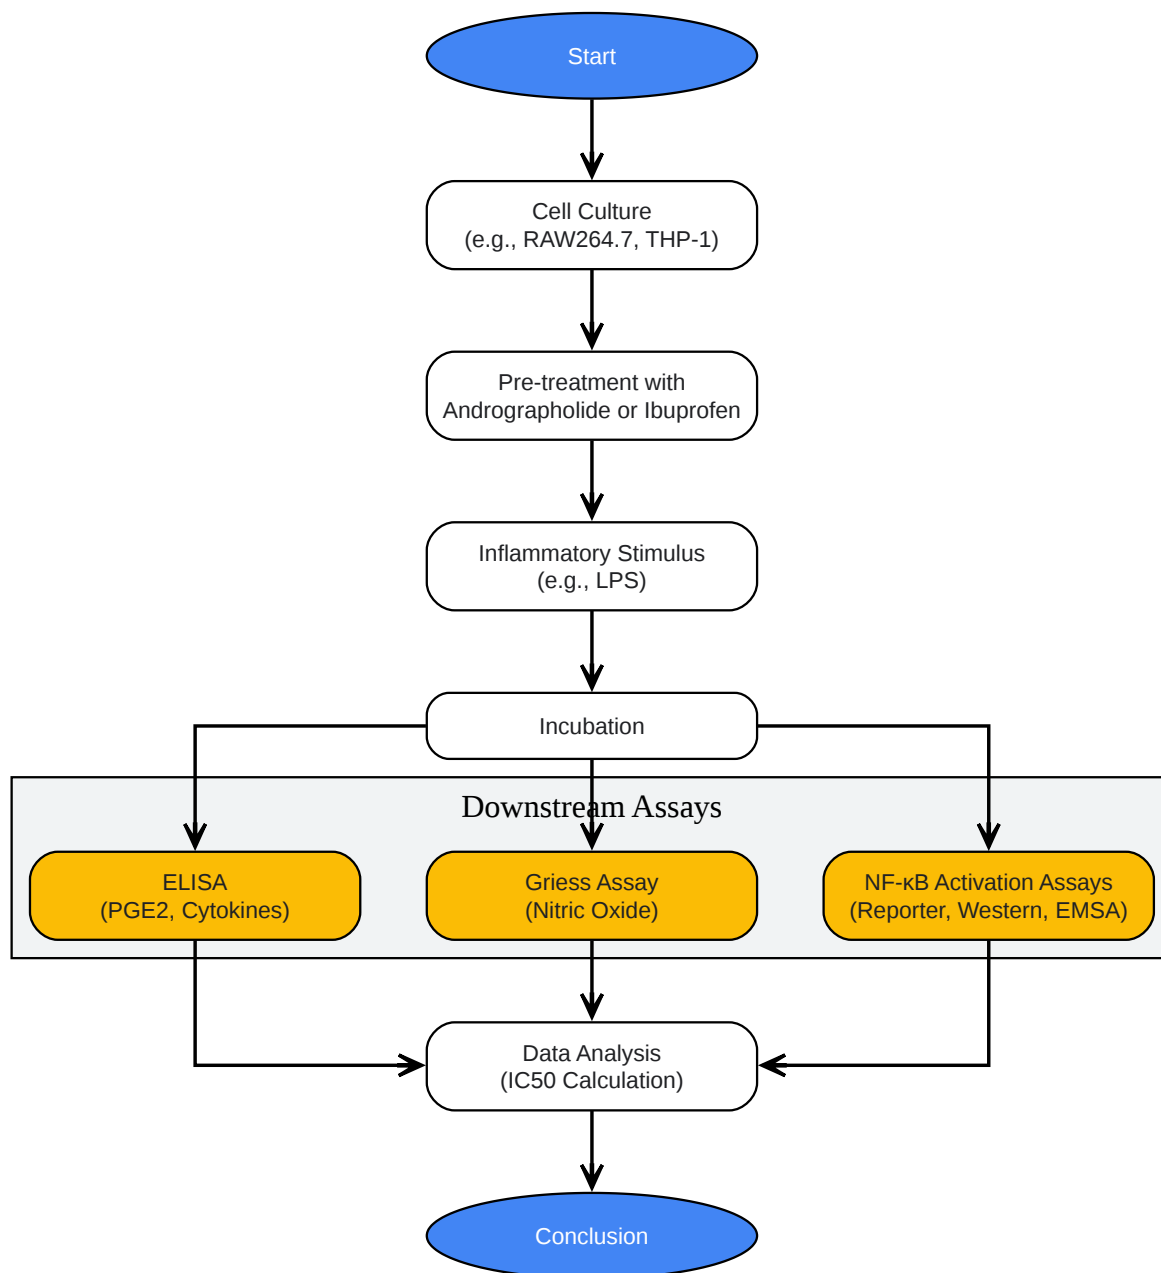 Start
Cell Culture
(e.g., RAW264.7, THP-1)
Pre-treatment with
Andrographolide or Ibuprofen
Inflammatory Stimulus
(e.g., LPS)
Incubation
Downstream Assays
ELISA
(PGE2, Cytokines)
Griess Assay
(Nitric Oxide)
NF-κB Activation Assays
(Reporter, Western, EMSA)
Data Analysis
(IC50 Calculation)
Conclusion